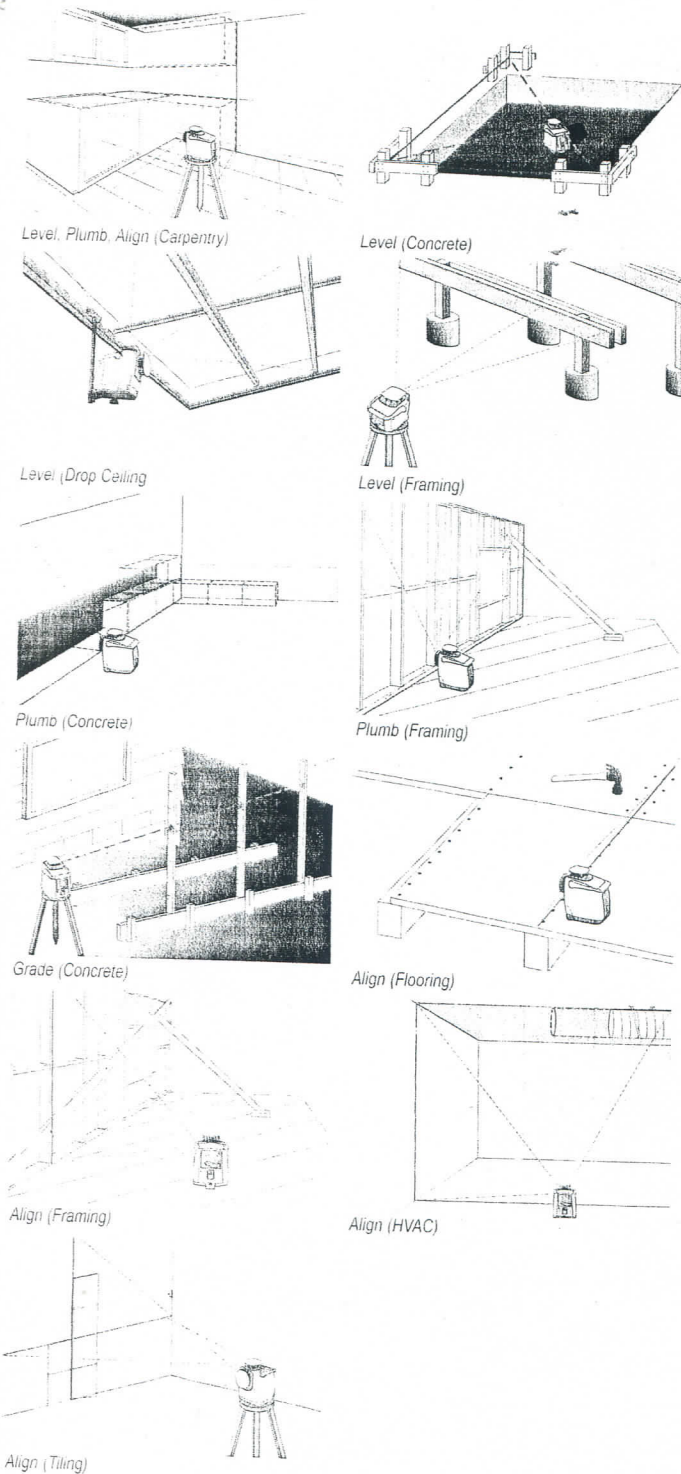 Level, Plumb, Align (Carpentry)
Level (Concrete)
Level (Drop Ceiling
Level (Framing)
Plumb (Concrete)
Plumb (Framing)
Grade (Concrete)
Align (Flooring)
Align (Framing)
Align (HVAC)
Align (Tiling)